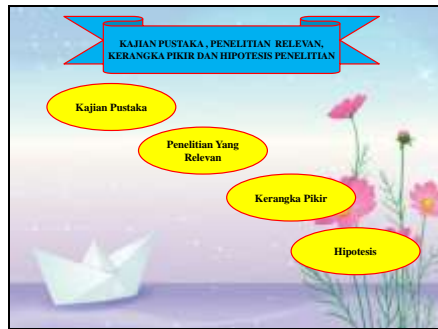 KAJIAN PUSTAKA , PENELITIAN  RELEVAN,
KERANGKA PIKIR DAN HIPOTESIS PENELITIAN
Kajian Pustaka
Penelitian Yang
Relevan
Kerangka Pikir
Hipotesis